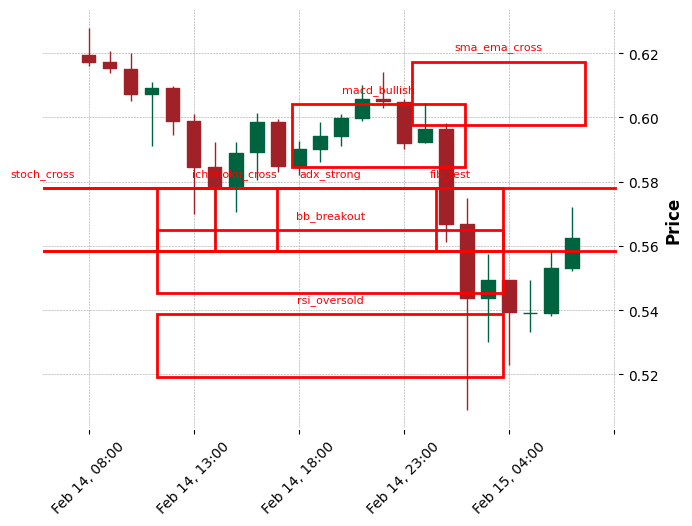 sma_ema_cross
0.62
macd_bullish
0.60
stoch_cross
adx_strong
0.58
bb_breakout
Price
0.56
rsi_oversold
0.54
0.52
Feb 14, 08:00
Feb 14, 13:00
Feb 14, 18:00
Feb 14, 23:00
Feb 15, 04:00